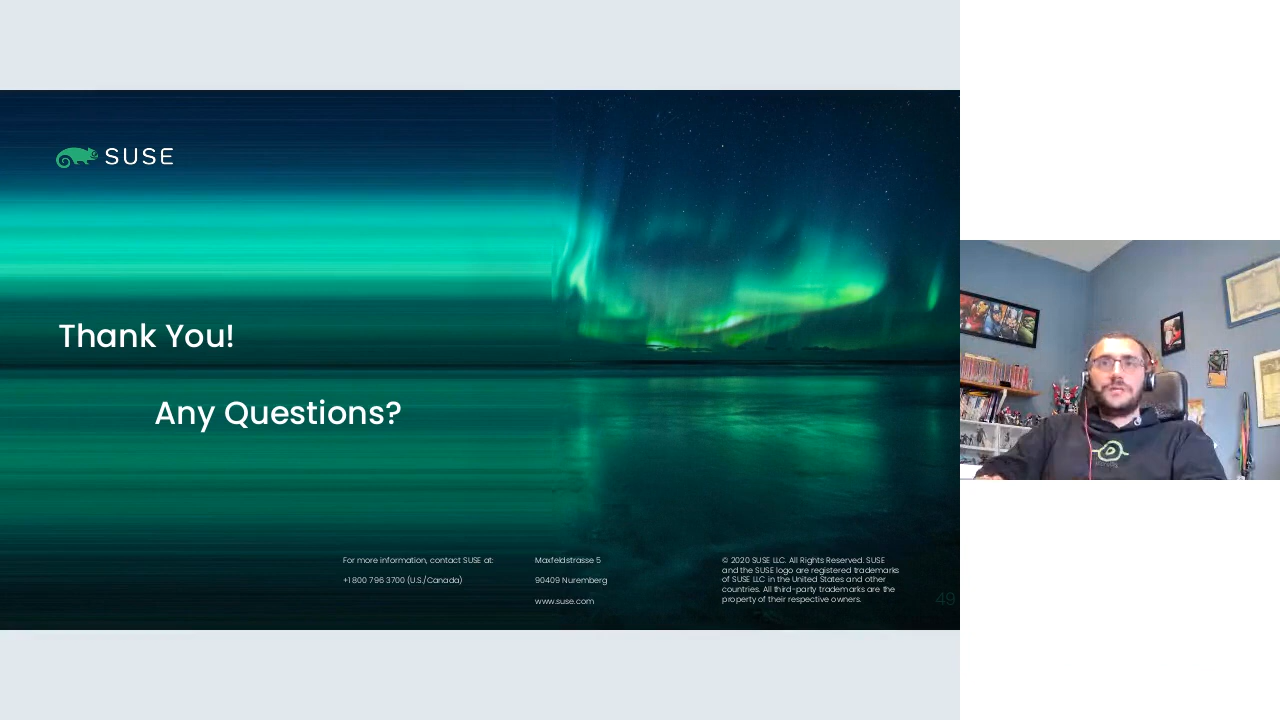 SUSE
Thank You!
Any Questions?
For more information, contact SUSE at:
+1 800 796 3700 (U.S./Canada)
Maxfeldstrasse 5
90409 Nuremberg
www.suse.com
© 2020 SUSE LLC. All Rights Reserved. SUSE
and the SUSE logo are registered trademarks
of SUSE LLC in the United States and other
countries. All third-party trademarks are the
property of their respective owners.
49